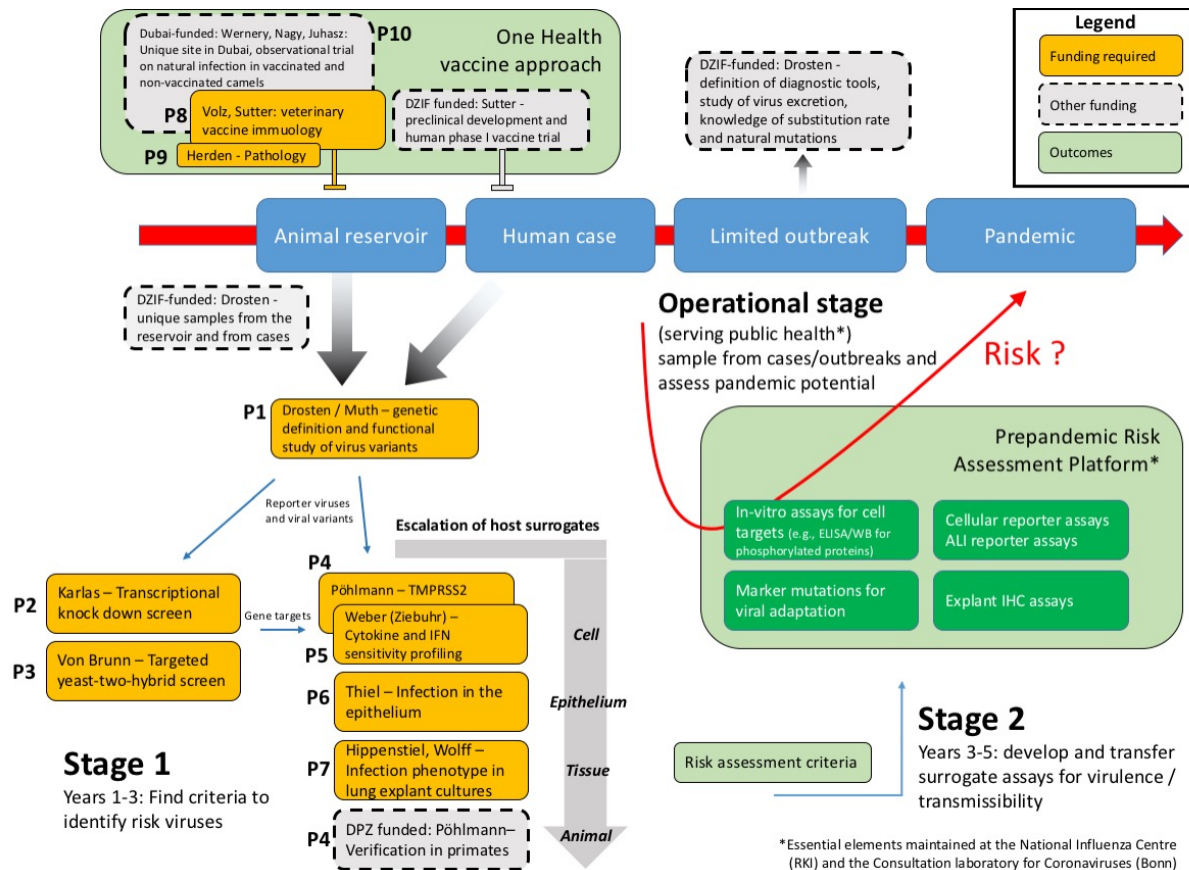 Dubai-funded: Wernery, Nagy, Juhasz:
Unique site in Dubai, observational trial
on natural infection in vaccinated and
non-vaccinated camels
P10
One Health
vaccine approach
P8
Volz, Sutter: veterinary
vaccine immuology
P9
Herden - Pathology
DZIF funded: Sutter -
preclinical development and
human phase I vaccine trial
DZIF-funded: Drosten -
definition of diagnostic tools,
study of virus excretion,
knowledge of substitution rate
and natural mutations
Legend
Funding required
Other funding
Outcomes
Animal reservoir
Human case
Limited outbreak
Pandemic
DZIF-funded: Drosten -
unique samples from the
reservoir and from cases
Operational stage
(serving public health*)
sample from cases/outbreaks and
assess pandemic potential
Risk ?
P1
Drosten / Muth – genetic
definition and functional
study of virus variants
Reporter viruses
and viral variants
Escalation of host surrogates
Prepandemic Risk
Assessment Platform*
In-vitro assays for cell
targets (e.g., ELISA/WB for
phosphorylated proteins)
Cellular reporter assays
ALI reporter assays
Marker mutations for
viral adaptation
Explant IHC assays
P2
Karlas – Transcriptional
knock down screen
Gene targets
P3
Von Brunn – Targeted
yeast-two-hybrid screen
P4
Pöhlmann – TMPRSS2
Weber (Ziebuhr) –
Cytokine and IFN
sensitivity profiling
P5
Cell
P6
Thiel – Infection in the
epithelium
Epithelium
P7
Hippenstiel, Wolff –
Infection phenotype in
lung explant cultures
Tissue
P4
DPZ funded: Pöhlmann–
Verification in primates
Animal
Stage 1
Years 1-3: Find criteria to
identify risk viruses
Risk assessment criteria
Stage 2
Years 3-5: develop and transfer
surrogate assays for virulence /
transmissibility
*Essential elements maintained at the National Influenza Centre
(RKI) and the Consultation laboratory for Coronaviruses (Bonn)